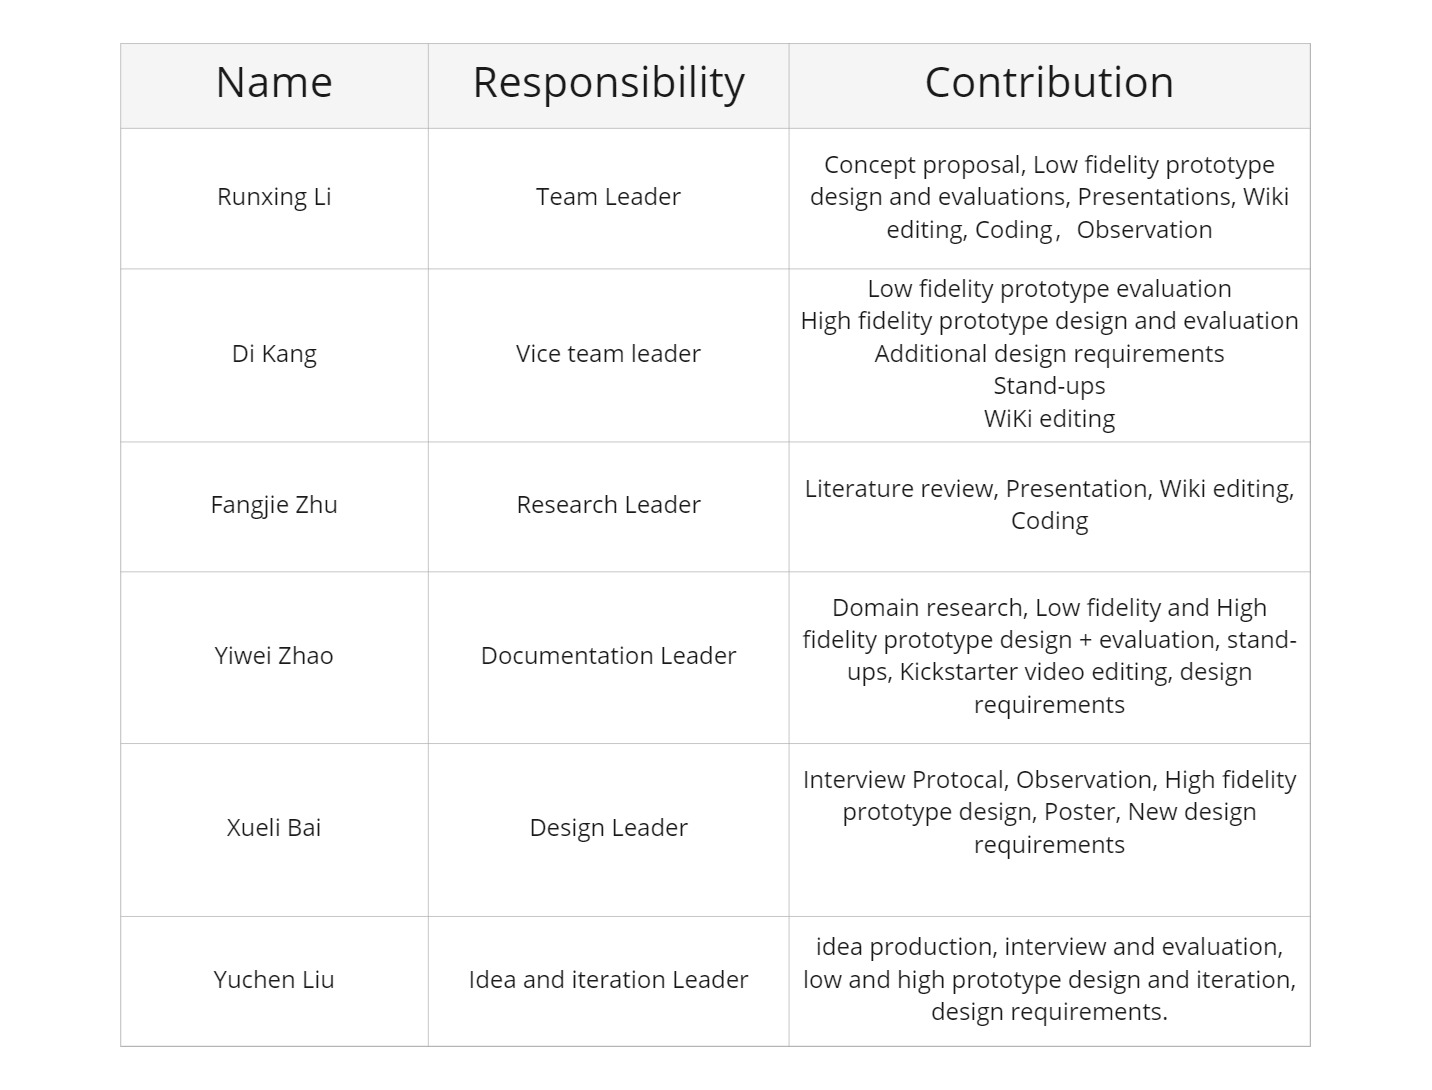 Name Responsibility Contribution
Runxing Li
Team Leader
Concept proposal, Low fidelity prototype
design and evaluations, Presentations, Wiki
editing, Coding，Observation
Di Kang
Vice team leader
Low fidelity prototype evaluation
High fidelity prototype design and evaluation
Additional design requirements
Stand-ups
WiKi editing
Fangjie Zhu
Research Leader
Literature review, Presentation, Wiki editing,
Coding
Yiwei Zhao
Documentation Leader
Domain research, Low fidelity and High
fidelity prototype design + evaluation, stand-
ups, Kickstarter video editing, design
requirements
Xueli Bai
Design Leader
Interview Protocal, Observation, High fidelity
prototype design, Poster, New design
requirements
Yuchen Liu
Idea and iteration Leader
idea production, interview and evaluation,
low and high prototype design and iteration,
design requirements.